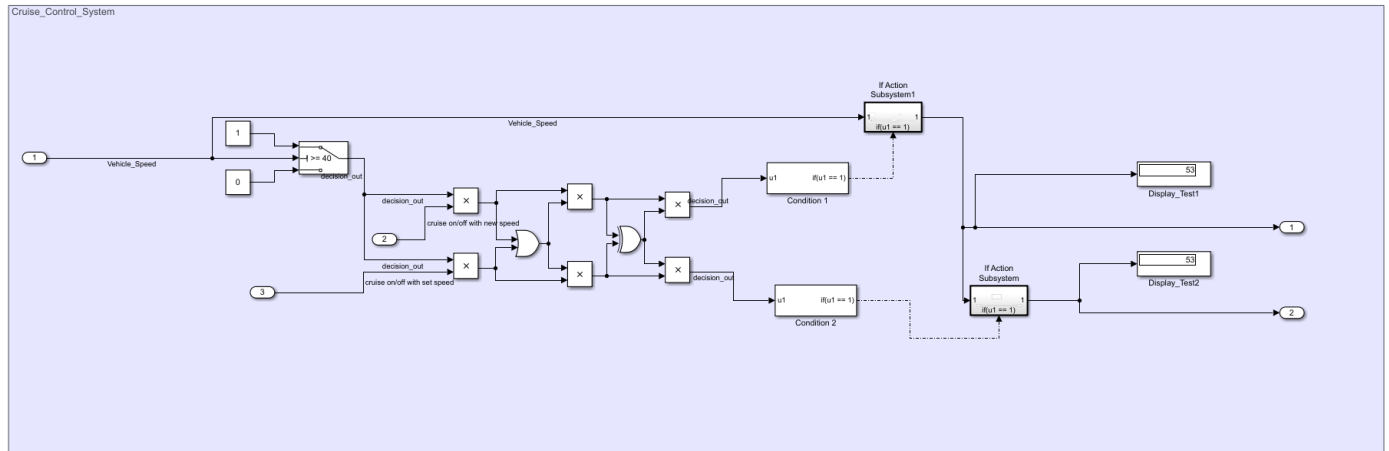 Cruise_Control_System
If Action
Subsystem1
1
1
if(u1 == 1)
Vehicle_Speed
1
1
Vehicle_Speed
>= 40
0
decision_out
u1
if(u1 == 1)
Condition 1
53
Display_Test1
decision_out
×
×
×
decision_out
cruise on/off with new speed
2
1
decision_out
×
×
×
decision_out
cruise on/off with set speed
3
53
Display_Test2
If Action
Subsystem
1
1
if(u1 == 1)
u1
if(u1 == 1)
Condition 2
2